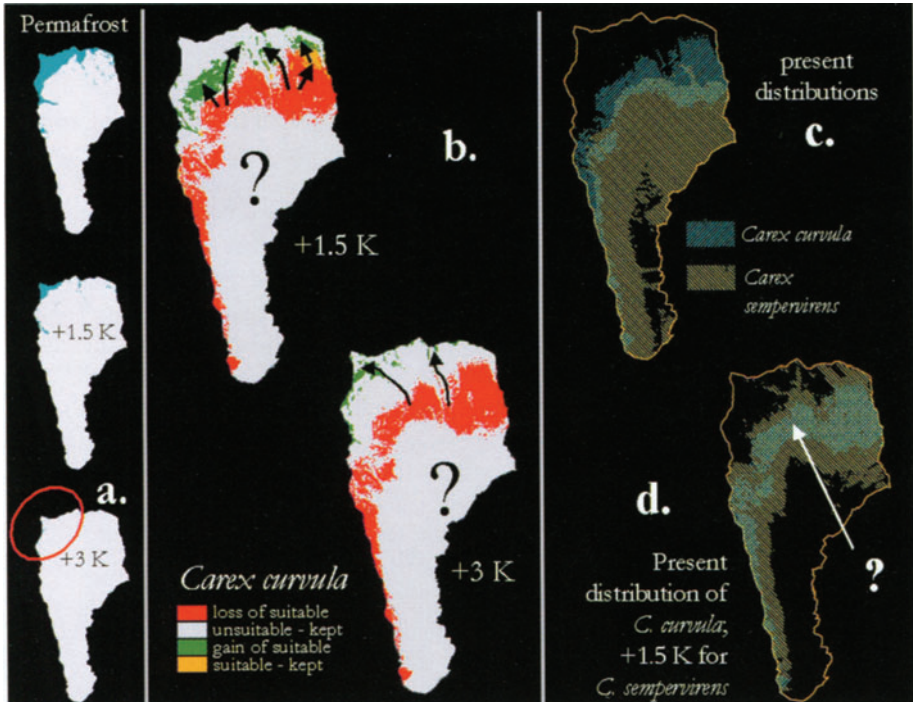 Permafrost
+1.5 K
a.
+3 K
b.
?
+1.5 K
?
+3 K
Carex curvula
loss of suitable
unsuitable - kept
gain of suitable
suitable - kept
present
distributions
c.
Carex curvula
Carex
sempervirens
d.
?
Present
distribution of
C. curvula;
+1.5 K for
C. sempervirens